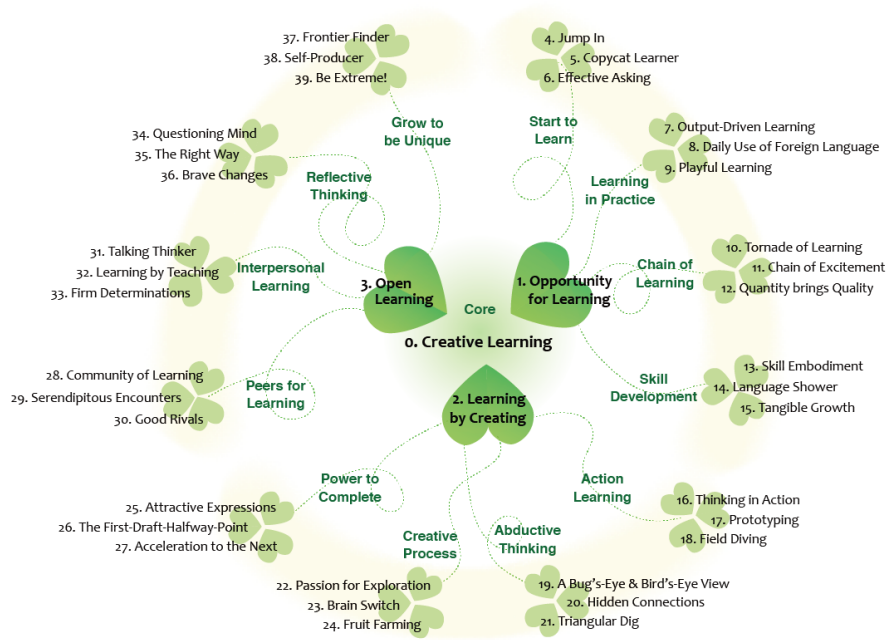 37. Frontier Finder
38. Self-Producer
39. Be Extreme!
4. Jump In
5. Copycat Learner
6. Effective Asking
Grow to
be Unique
Start to
Learn
34. Questioning Mind
35. The Right Way
36. Brave Changes
7. Output-Driven Learning
8. Daily Use of Foreign Language
9. Playful Learning
Reflective
Thinking
Learning
in Practice
31. Talking Thinker
32. Learning by Teaching
33. Firm Determinations
Interpersonal
Learning
3. Open
Learning
1. Opportunity
for Learning
Chain of
Learning
10. Tornade of Learning
11. Chain of Excitement
12. Quantity brings Quality
Core
0. Creative Learning
28. Community of Learning
29. Serendipitous Encounters
30. Good Rivals
Peers for
Learning
2. Learning
by Creating
Skill
Development
13. Skill Embodiment
14. Language Shower
15. Tangible Growth
25. Attractive Expressions
26. The First-Draft-Halfway-Point
27. Acceleration to the Next
Power to
Complete
Action
Learning
16. Thinking in Action
17. Prototyping
18. Field Diving
Creative
Process
Abductive
Thinking
22. Passion for Exploration
23. Brain Switch
24. Fruit Farming
19. A Bug's-Eye & Bird's-Eye View
20. Hidden Connections
21. Triangular Dig